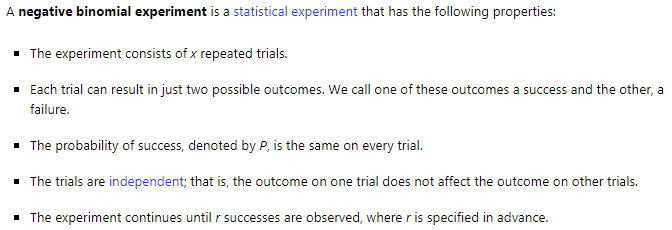 A negative binomial experiment is a statistical experiment that has the following properties:
▪ The experiment consists of x repeated trials.
▪ Each trial can result in just two possible outcomes. We call one of these outcomes a success and the other, a
failure.
▪ The probability of success, denoted by P, is the same on every trial.
▪ The trials are independent; that is, the outcome on one trial does not affect the outcome on other trials.
▪ The experiment continues until r successes are observed, where r is specified in advance.